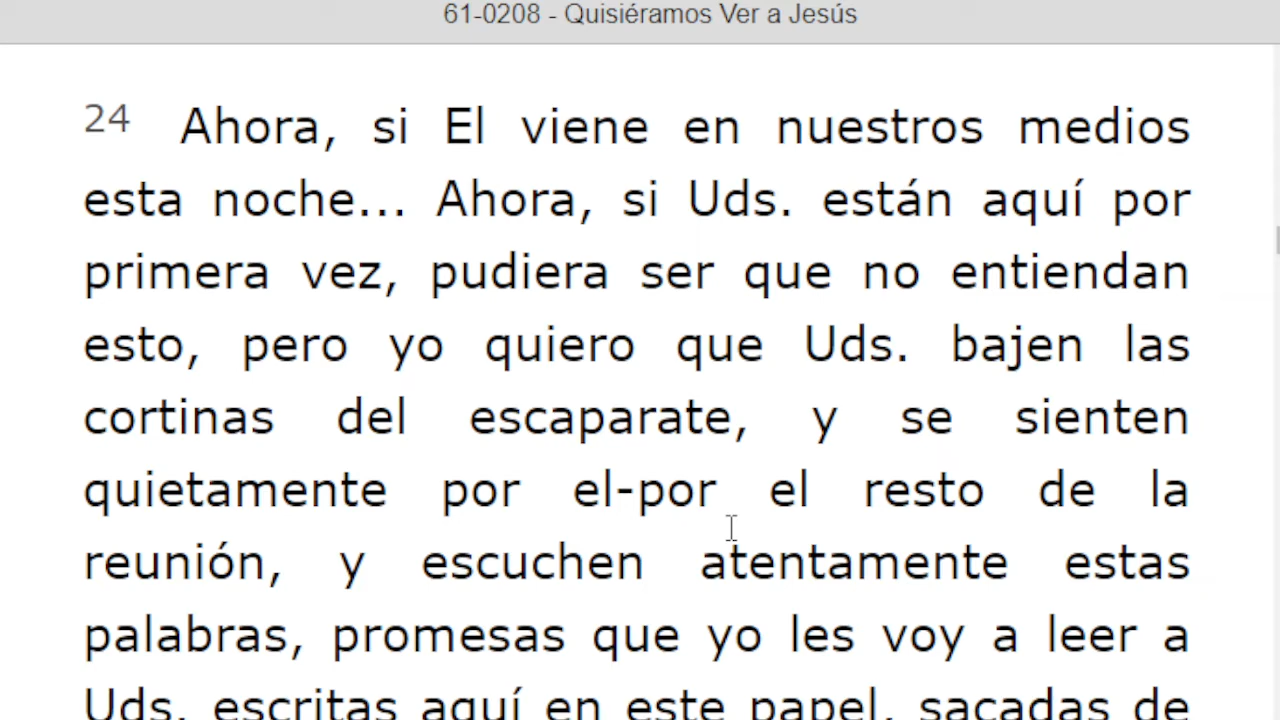 61-0208 - Quisiéramos Ver a Jesús
24 Ahora, si El viene en nuestros medios
esta noche... Ahora, si Uds. están aquí por
primera vez, pudiera ser que no entiendan
esto, pero yo quiero que Uds. bajen las
cortinas del escaparate, y se sienten
quietamente por el-por el resto de la
reunión, y escuchen atentamente estas
palabras, promesas que yo les voy a leer a
Uds. escritas aquí en este papel, sacadas de